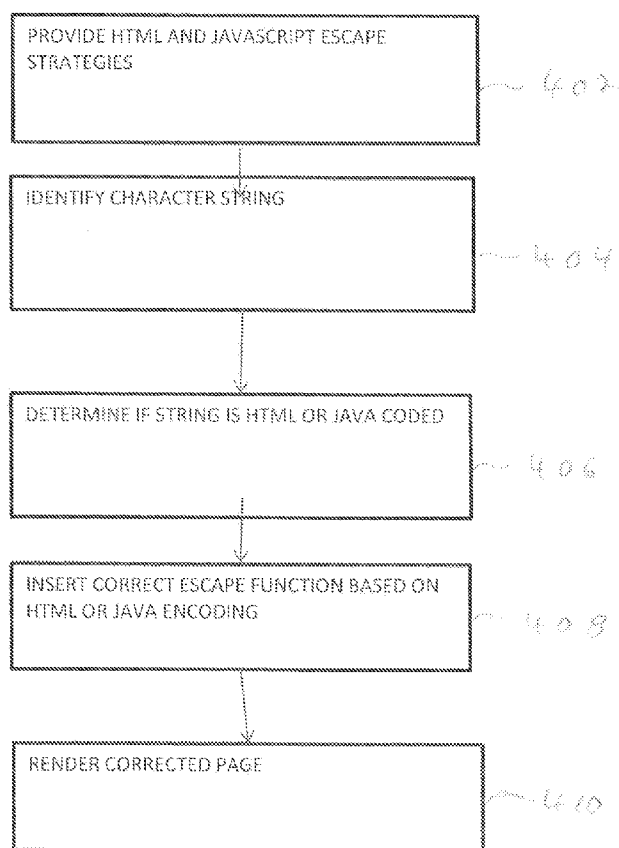 PROVIDE HTML AND JAVASCRIPT ESCAPE
STRATEGIES
402
IDENTIFY CHARACTER STRING
404
DETERMINE IF STRING IS HTML OR JAVA CODED
406
INSERT CORRECT ESCAPE FUNCTION BASED ON
HTML OR JAVA ENCODING
408
RENDER CORRECTED PAGE
410